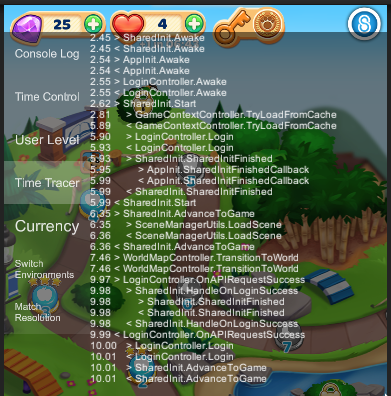 25
4
Console Log
Time Control
User Level
Time Tracer
Currency
Switch
Environments
Match
Resolution
2.45 > SharedInit.Awake
2.45 < SharedInit.Awake
2.54 > AppInit.Awake
2.54 < AppInit.Awake
2.55 > LoginController.Awake
2.55 < LoginController.Awake
2.62 > SharedInit.Start
2.81 > GameContextController.TryLoadFromCache
5.89 < GameContextController.TryLoadFromCache
5.90 > LoginController.Login
5.93 < LoginController.Login
5.93 > SharedInit.SharedInitFinished
5.95 > AppInit.SharedInitFinishedCallback
5.99 < AppInit.SharedInitFinishedCallback
5.99 < SharedInit.SharedInitFinished
5.99 < SharedInit.Start
6.35 > SharedInit.AdvanceToGame
6.35 > SceneManagerUtils.LoadScene
6.36 < SceneManagerUtils.LoadScene
6.36 < SharedInit.AdvanceToGame
7.46 > WorldMapController.TransitionToWorld
7.46 < WorldMapController.TransitionToWorld
9.97 > LoginController.OnAPIRequestSuccess
9.98 > SharedInit.HandleOnLoginSuccess
9.98 > SharedInit.SharedInitFinished
9.98 < SharedInit.SharedInitFinished
9.98 < SharedInit.HandleOnLoginSuccess
9.99 < LoginController.OnAPIRequestSuccess
10.00 > LoginController.Login
10.01 < LoginController.Login
10.01 > SharedInit.AdvanceToGame
10.01 < SharedInit.AdvanceToGame
7